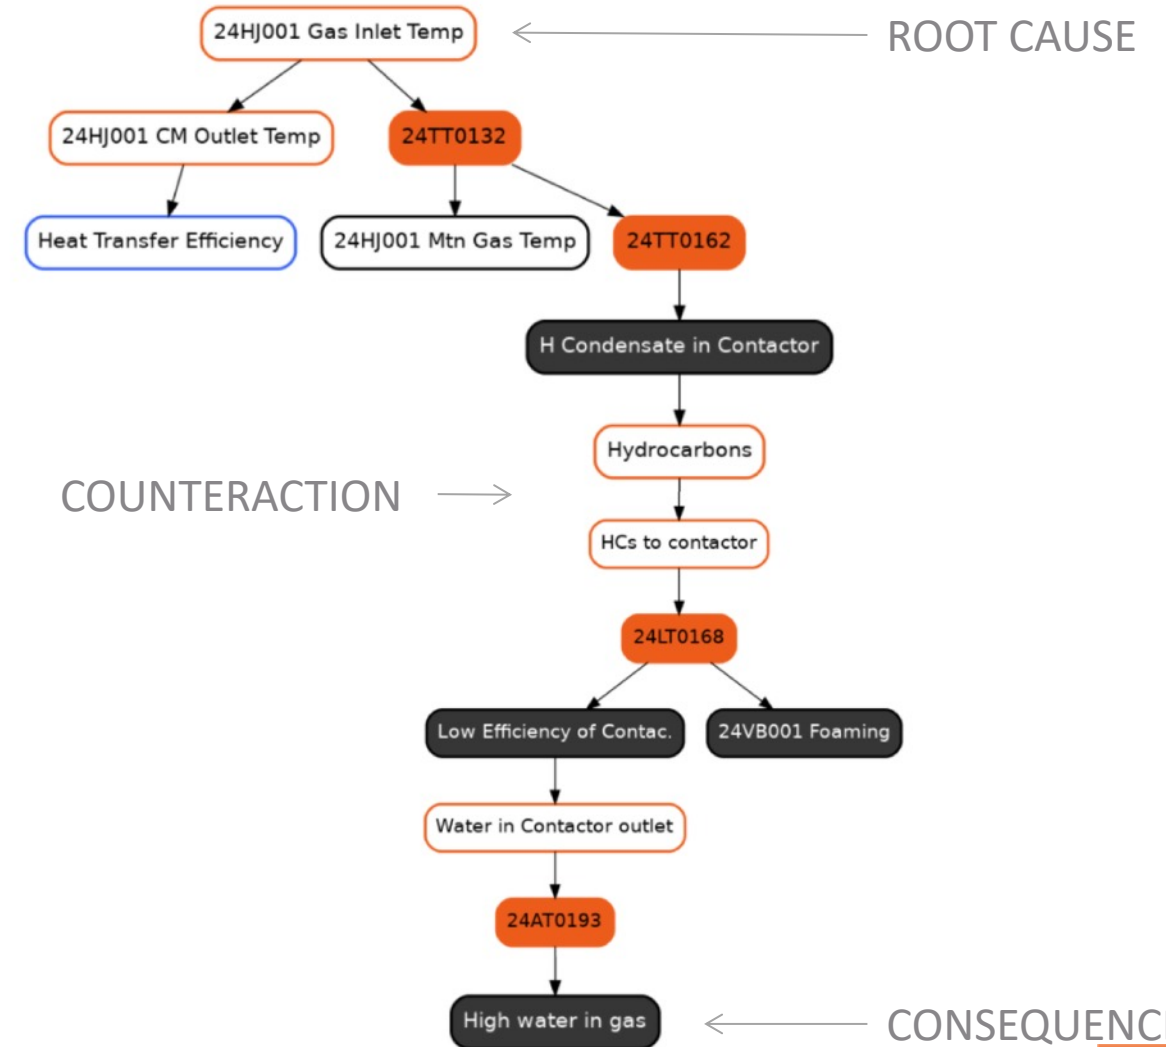 24HJ001 Gas Inlet Temp
ROOT CAUSE
24HJ001 CM Outlet Temp
24TT0132
Heat Transfer Efficiency
24HJ001 Mtn Gas Temp
24TT0162
H Condensate in Contactor
Hydrocarbons
COUNTERACTION
HCs to contactor
24LT0168
Low Efficiency of Contac.
24VB001 Foaming
Water in Contactor outlet
24AT0193
High water in gas
CONSEQUENC